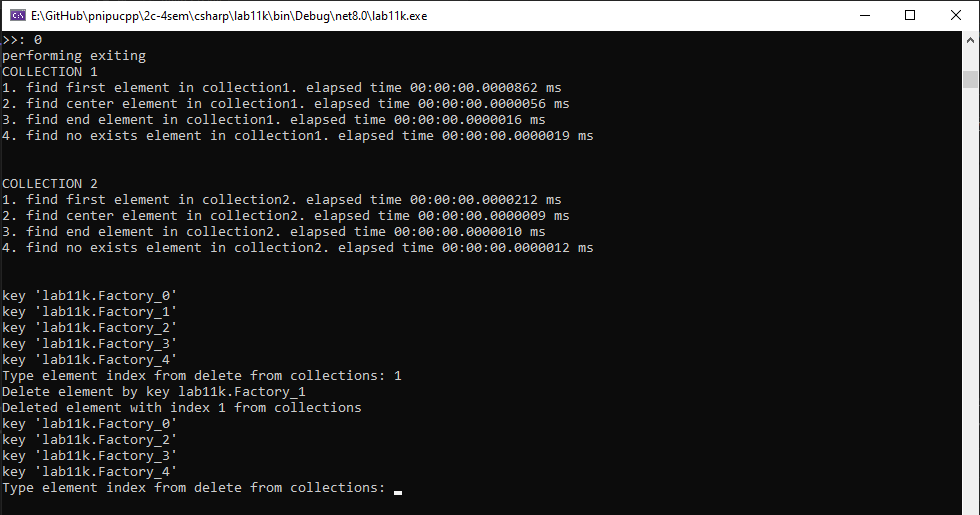 E:\GitHub\pnipucpp\2c-4sem\csharp\lab11k\bin\Debug\net8.0\lab11k.exe
>>: 0
performing exiting
COLLECTION 1
1. find first element in collection1. elapsed time 00:00:00.0000862 ms
2. find center element in collection1. elapsed time 00:00:00.0000056 ms
3. find end element in collection1. elapsed time 00:00:00.0000016 ms
4. find no exists element in collection1. elapsed time 00:00:00.0000019 ms
COLLECTION 2
1. find first element in collection2. elapsed time 00:00:00.0000212 ms
2. find center element in collection2. elapsed time 00:00:00.0000009 ms
3. find end element in collection2. elapsed time 00:00:00.0000010 ms
4. find no exists element in collection2. elapsed time 00:00:00.0000012 ms
key 'lab11k.Factory_0'
key 'lab11k.Factory_1'
key 'lab11k.Factory_2'
key 'lab11k.Factory_3'
key 'lab11k.Factory_4'
Type element index from delete from collections: 1
Delete element by key lab11k.Factory_1
Deleted element with index 1 from collections
key 'lab11k.Factory_0'
key 'lab11k.Factory_2'
key 'lab11k.Factory_3'
key 'lab11k.Factory_4'
Type element index from delete from collections: